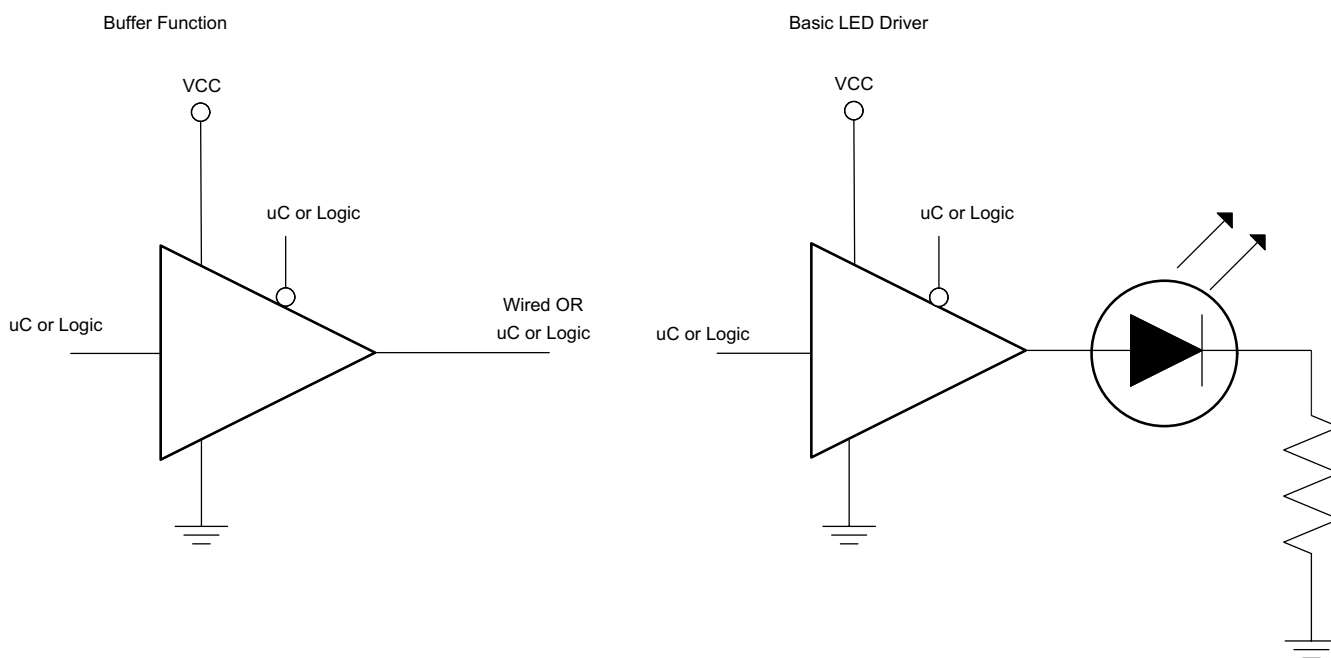 Buffer Function
VCC
uC or Logic
uC or Logic
Wired OR
uC or Logic
Basic LED Driver
VCC
uC or Logic
uC or Logic